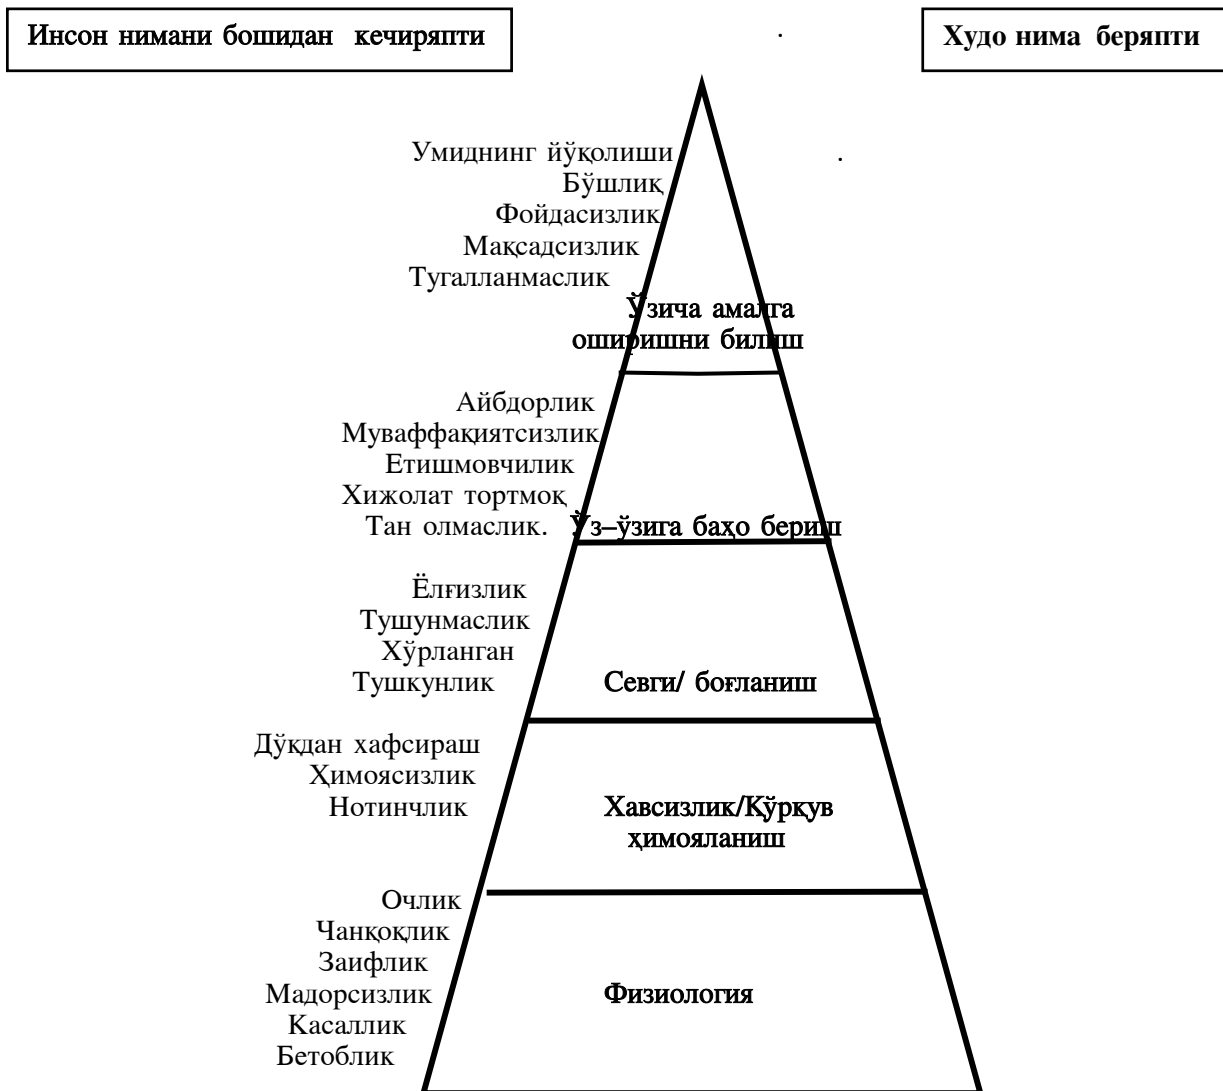 Инсон нимани бошидан кечиряпти
Худо нима беряпти
Умиднинг йўқолиши
Бўшлиқ
Фойдасизлик
Мақсадсизлик
Тугалланмаслик
Ўзича амалга
оширишни билиш
Айбдорлик
Муваффақиятсизлик
Етишмовчилик
Хижолат тортмоқ
Тан олмаслик. Ўз–ўзига баҳо бериш
Ёлғизлик
Тушунмаслик
Хўрланган
Тушкунлик Севги/ боғланиш
Дўқдан хафсираш
Ҳимоясизлик
Нотинчлик Хавсизлик/Қўрқув
ҳимояланиш
Очлик
Чанқоқлик
Заифлик
Мадорсизлик Физиология
Касаллик
Бетоблик